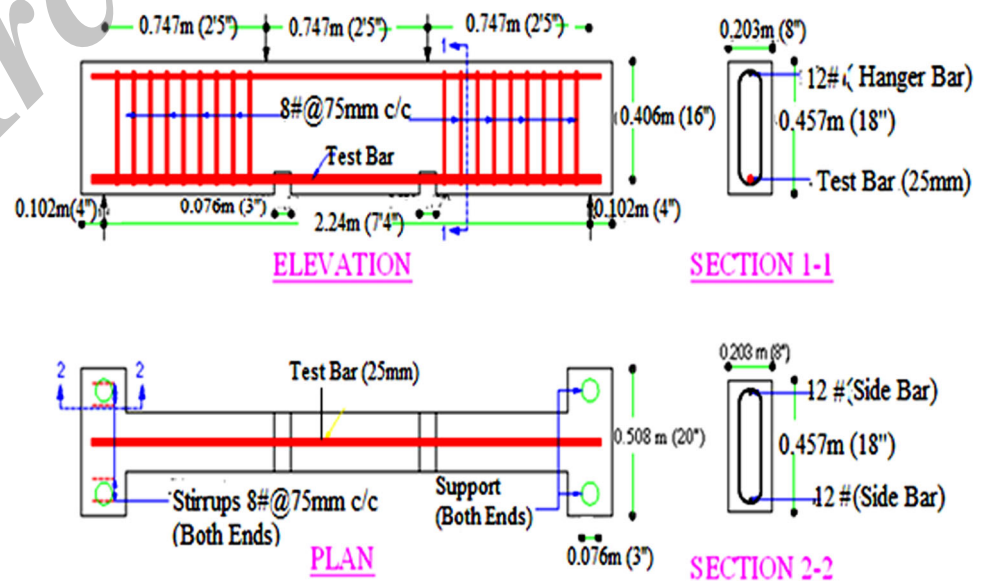 0.747m (2'5") 0.747m (2'5") 0.747m (2'5")
0.203m (8")
1
12#( Hanger Bar)
8#@75mm c/c
0.406m (16")
0.457m (18")
Test Bar
Test Bar (25mm)
0.102m(4") 0.076m (3") 0.102m (4")
2.24m (7'4")
1
ELEVATION
SECTION 1-1
2 2
Test Bar (25mm)
0.203 m (8")
12 #(Side Bar)
0.508 m (20")
0.457m (18")
Stirrups 8#@75mm c/c
(Both Ends)
Support
(Both Ends)
12 #(Side Bar)
0.076m (3")
PLAN
SECTION 2-2